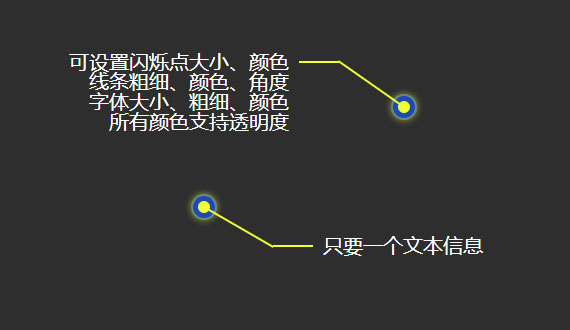 可设置闪烁点大小、颜色
线条粗细、颜色、角度
字体大小、粗细、颜色
所有颜色支持透明度
只要一个文本信息